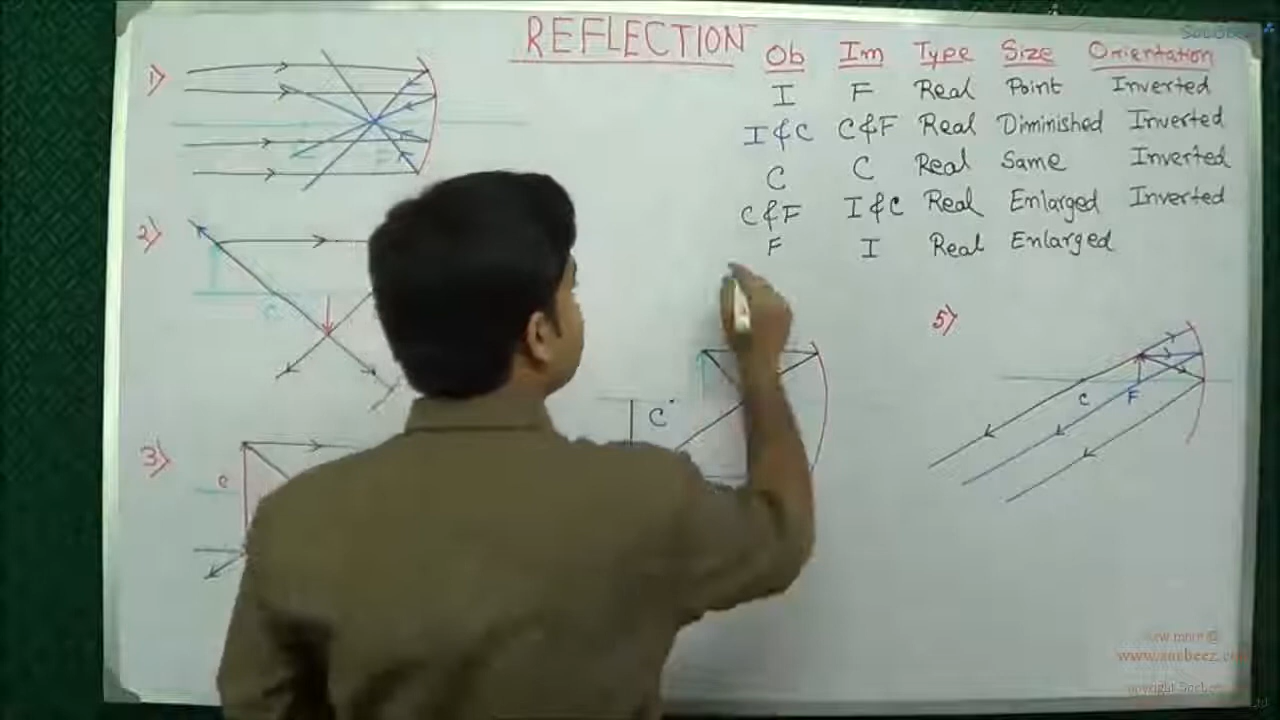 REFLECTION
Ob Im Type Size Orientation
I F Real Point Inverted
I & C C & F Real Diminished Inverted
C C Real Same Inverted
C & F I & C Real Enlarged Inverted
F I Real Enlarged
1)
2)
C
3)
C
C
5)
C F
www.sucbeez.com